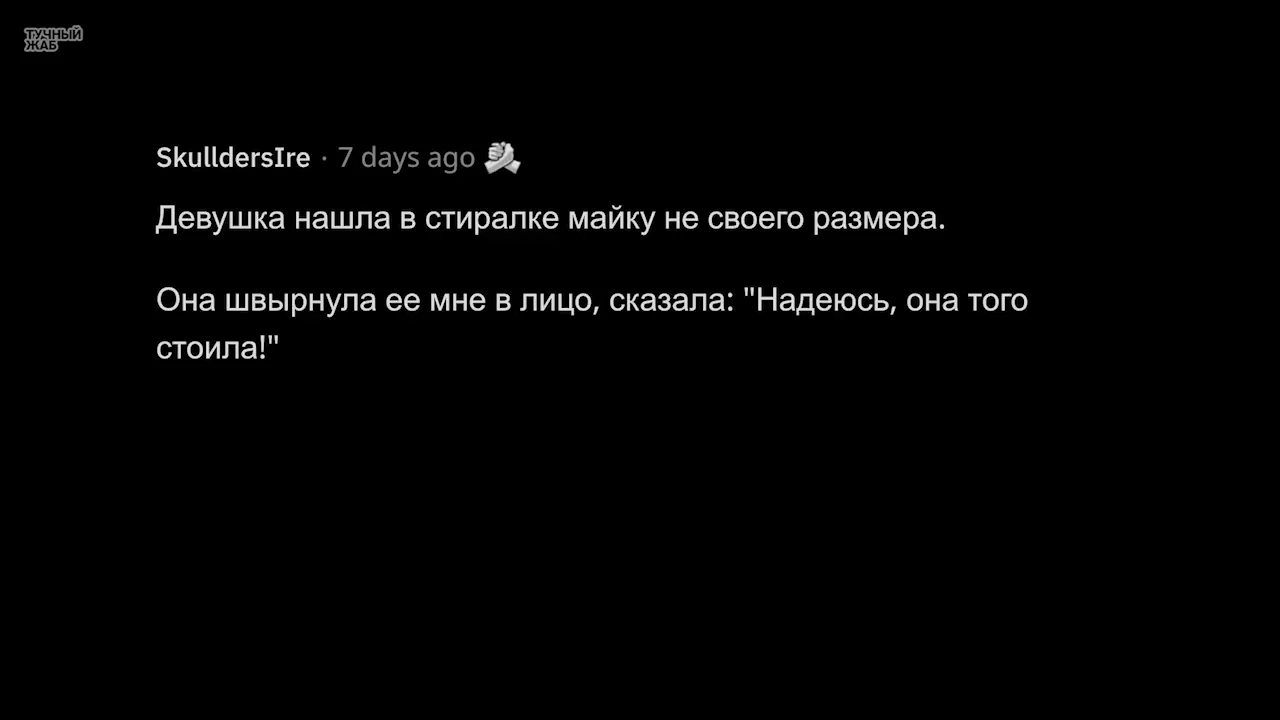 ТУЧНЫЙ
ЖАБ
SkulldersIre · 7 days ago
Девушка нашла в стиралке майку не своего размера.
Она швырнула ее мне в лицо, сказала: "Надеюсь, она того
стоила!"